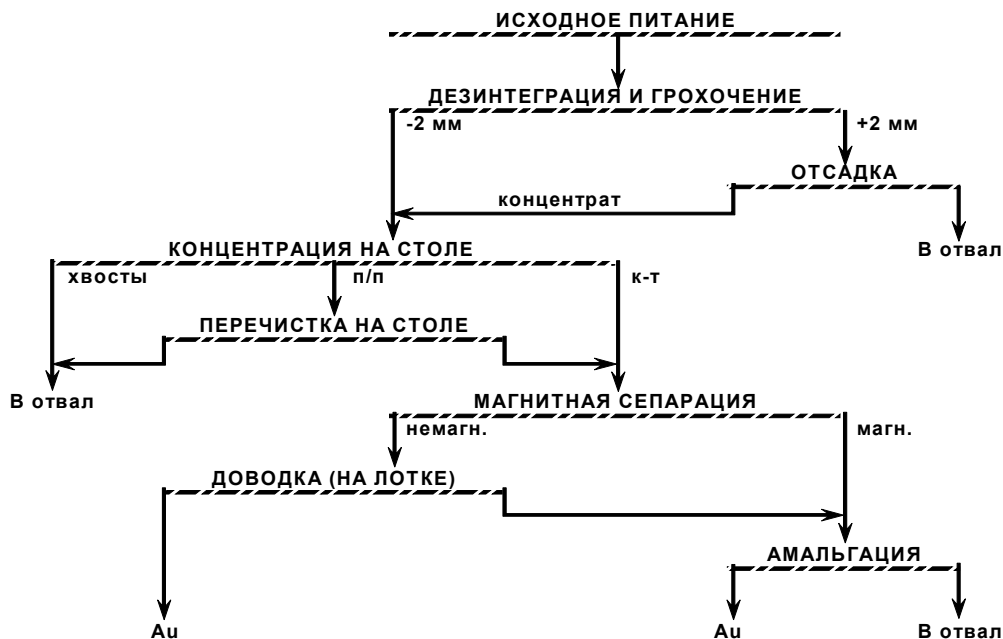 ИСХОДНОЕ ПИТАНИЕ
ДЕЗИНТЕГРАЦИЯ И ГРОХОЧЕНИЕ
-2 мм
+2 мм
ОТСАДКА
концентрат
КОНЦЕНТРАЦИЯ НА СТОЛЕ
В отвал
хвосты
п/п
к-т
ПЕРЕЧИСТКА НА СТОЛЕ
В отвал
МАГНИТНАЯ СЕПАРАЦИЯ
немагн.
магн.
ДОВОДКА (НА ЛОТКЕ)
АМАЛЬГАЦИЯ
Au
Au
В отвал